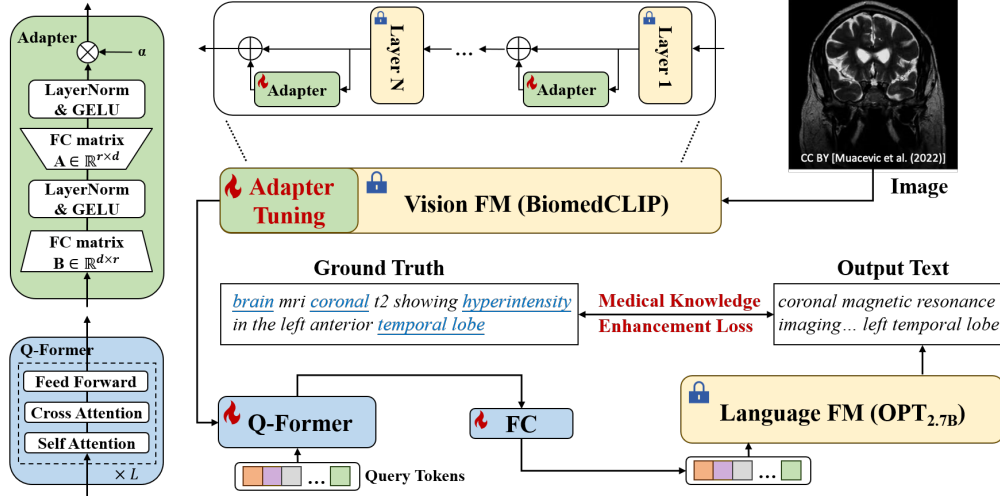 Adapter
α
LayerNorm
& GELU
FC matrix
A ∈ ℝ^{r×d}
LayerNorm
& GELU
FC matrix
B ∈ ℝ^{d×r}
Q-Former
Feed Forward
Cross Attention
Self Attention
× L
Layer N
...
Layer 1
Adapter
Adapter
CC BY [Muacevic et al. (2022)]
Image
Adapter
Tuning
Vision FM (BiomedCLIP)
Ground Truth
brain mri coronal t2 showing hyperintensity
in the left anterior temporal lobe
Medical Knowledge
Enhancement Loss
Output Text
coronal magnetic resonance
imaging... left temporal lobe
Q-Former
FC
Language FM (OPT₂.₇B)
...
Query Tokens
...